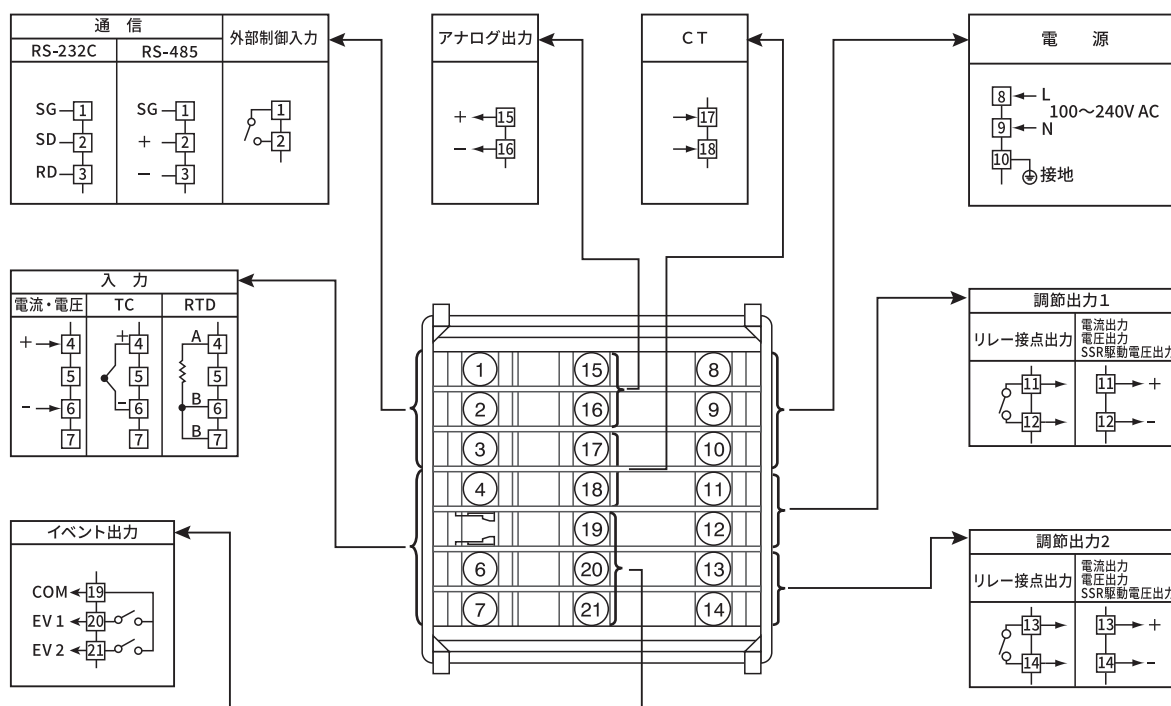 通 信
RS-232C
RS-485
外部制御入力
SG 1
SD 2
RD 3
SG 1
+ 2
− 3
1
2
アナログ出力
+ 15
− 16
CT
17
18
電 源
8 L
9 N
100～240V AC
10
接地
入 力
電流・電圧
TC
RTD
+ 4
5
- 6
7
+ 4
5
− 6
7
A 4
5
B 6
B 7
イベント出力
COM 19
EV 1 20
EV 2 21
1 15 8
2 16 9
3 17 10
4 18 11
19 12
6 20 13
7 21 14
調節出力1
リレー接点出力
電流出力
電圧出力
SSR駆動電圧出力
11
12
11 +
12 -
調節出力2
リレー接点出力
電流出力
電圧出力
SSR駆動電圧出力
13
14
13 +
14 -